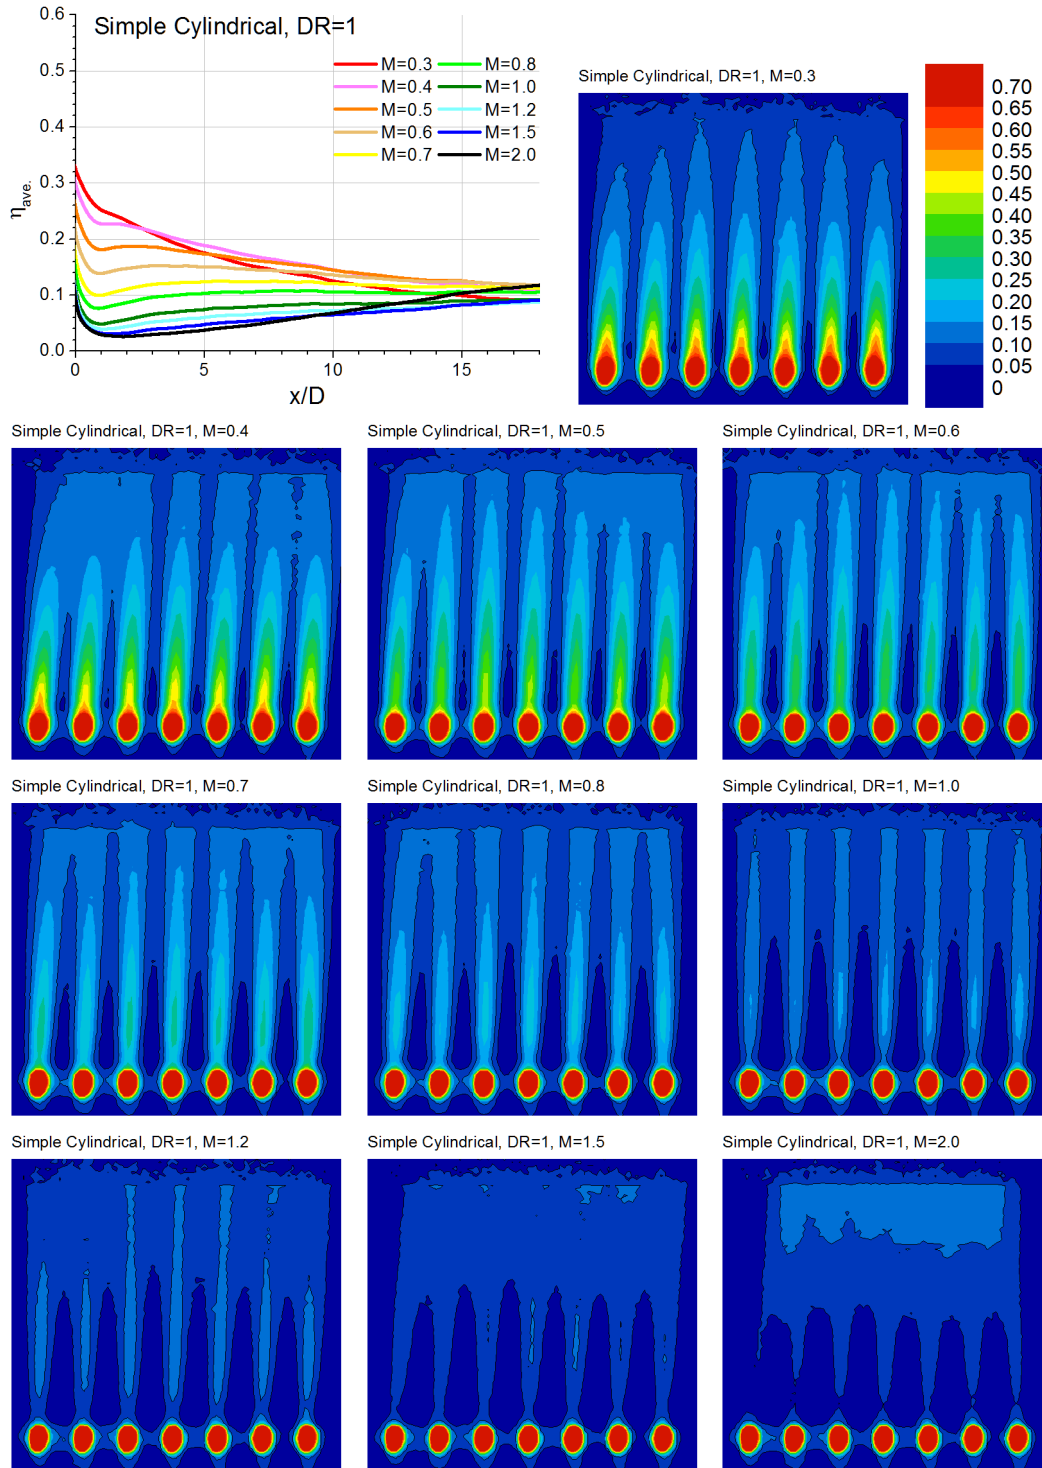 Simple Cylindrical, DR=1
0.6
0.5
0.4
0.3
0.2
0.1
0.0
η ave.
0
5
10
15
x/D
M=0.3
M=0.8
M=0.4
M=1.0
M=0.5
M=1.2
M=0.6
M=1.5
M=0.7
M=2.0
Simple Cylindrical, DR=1, M=0.3
0.70
0.65
0.60
0.55
0.50
0.45
0.40
0.35
0.30
0.25
0.20
0.15
0.10
0.05
0
Simple Cylindrical, DR=1, M=0.4
Simple Cylindrical, DR=1, M=0.5
Simple Cylindrical, DR=1, M=0.6
Simple Cylindrical, DR=1, M=0.7
Simple Cylindrical, DR=1, M=0.8
Simple Cylindrical, DR=1, M=1.0
Simple Cylindrical, DR=1, M=1.2
Simple Cylindrical, DR=1, M=1.5
Simple Cylindrical, DR=1, M=2.0